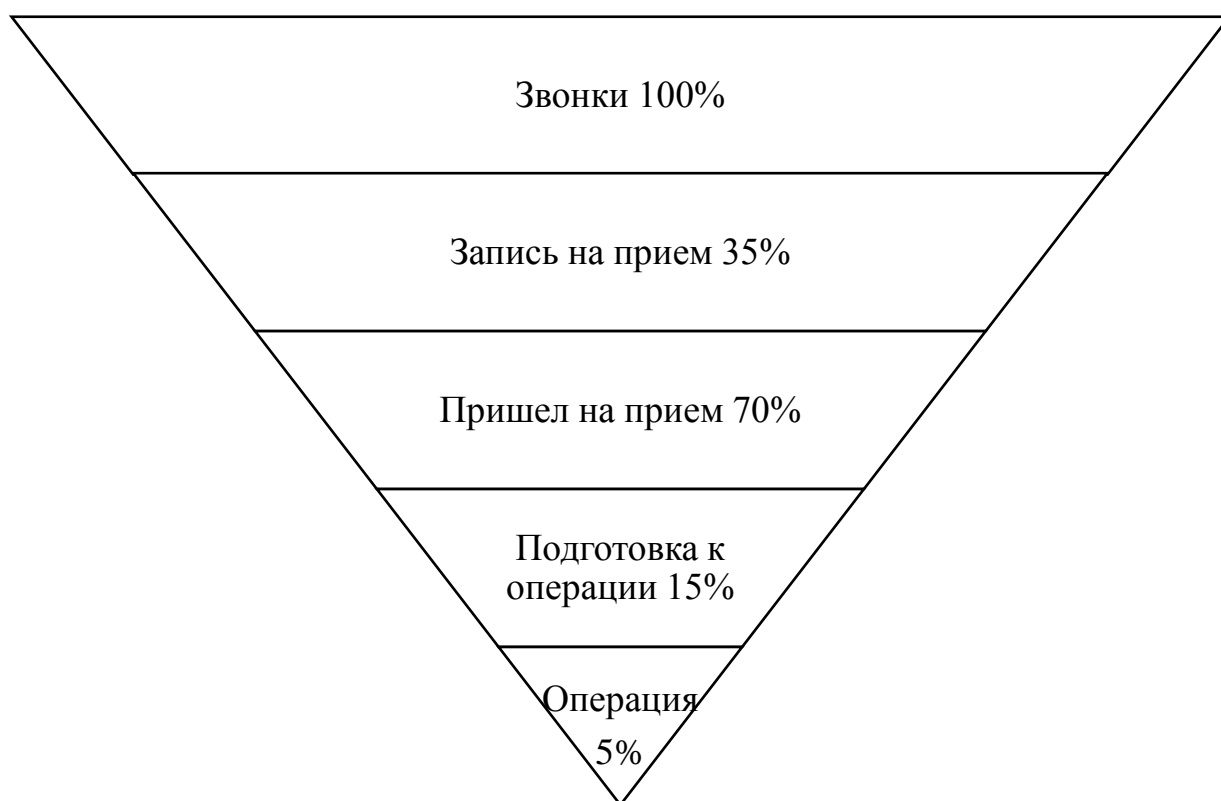 Звонки 100%
Запись на прием 35%
Пришел на прием 70%
Подготовка к
операции 15%
Операция
5%